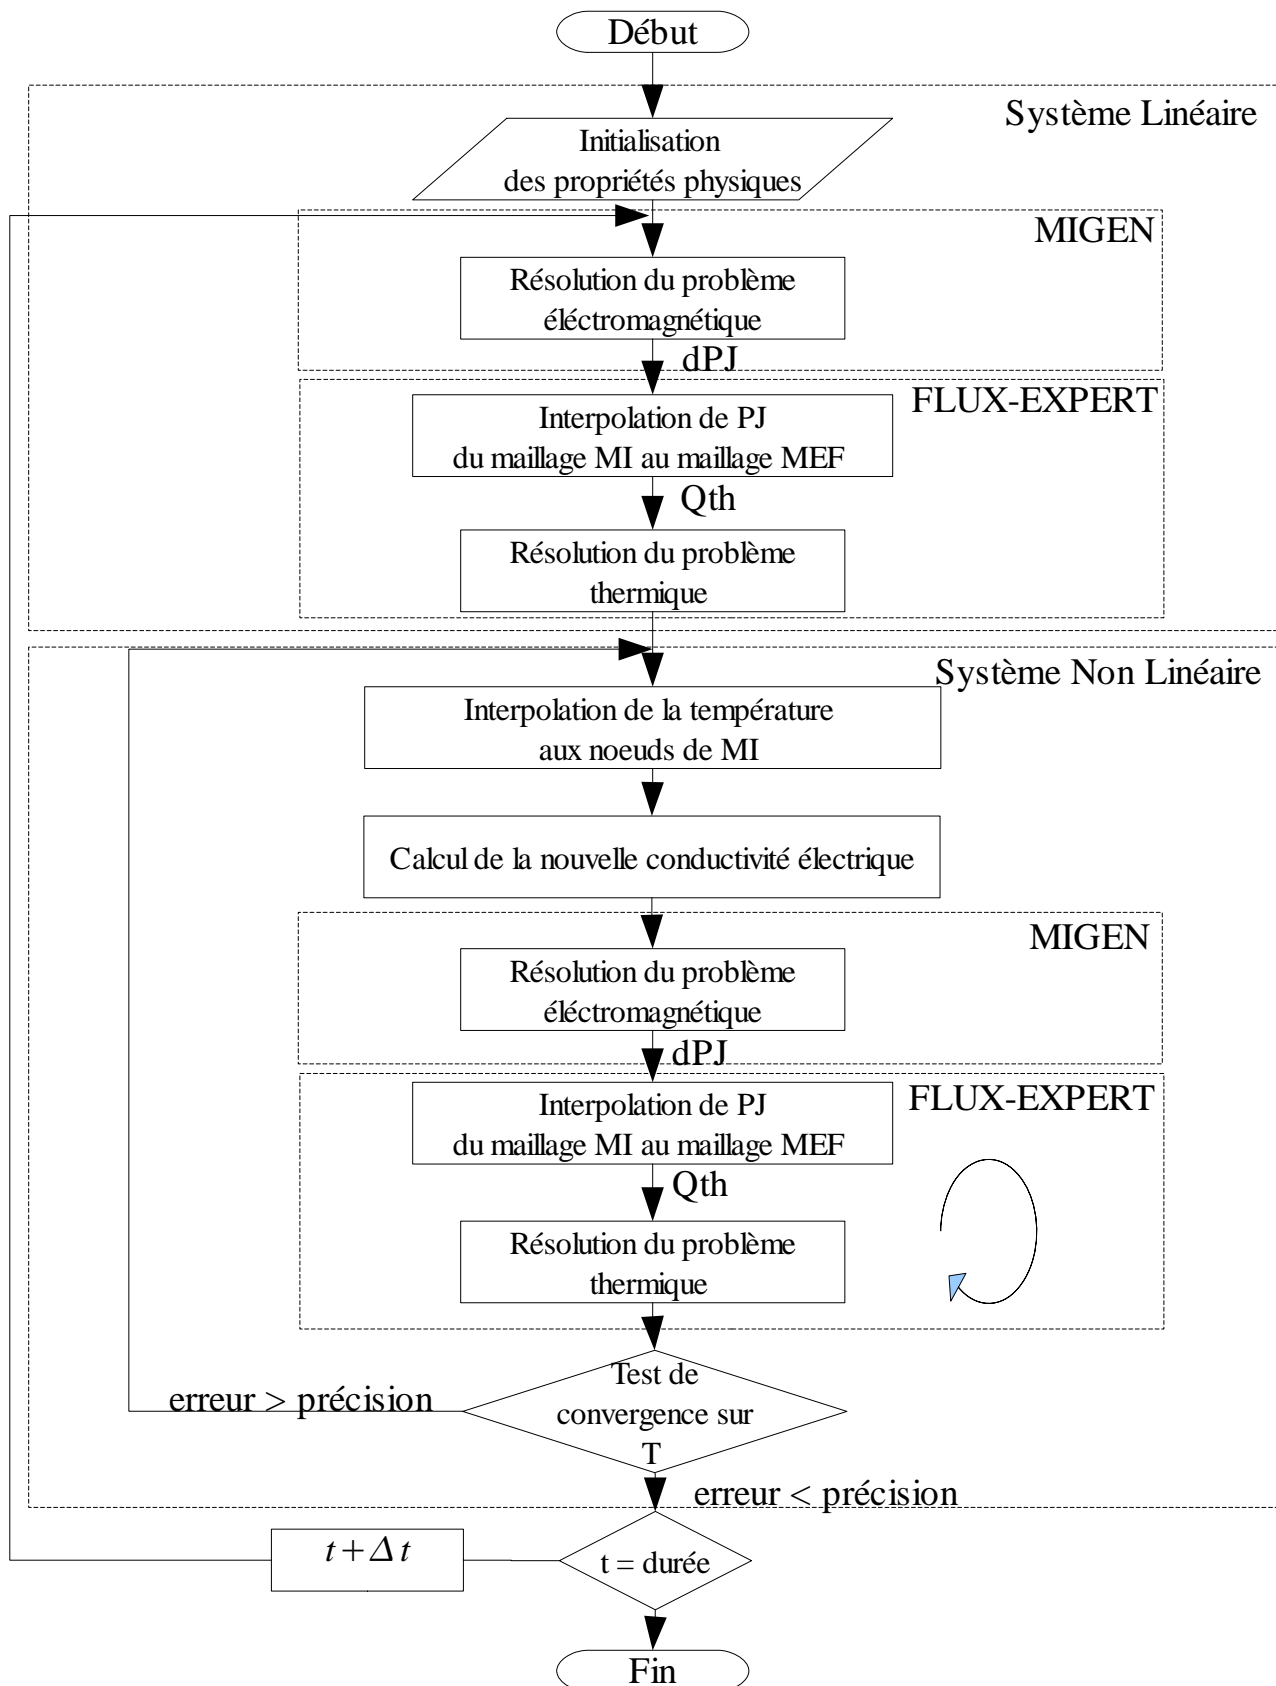 Début
Système Linéaire
Initialisation
des propriétés physiques
MIGEN
Résolution du problème
éléctromagnétique
dPJ
FLUX-EXPERT
Interpolation de PJ
du maillage MI au maillage MEF
Qth
Résolution du problème
thermique
Système Non Linéaire
Interpolation de la température
aux noeuds de MI
Calcul de la nouvelle conductivité électrique
MIGEN
Résolution du problème
éléctromagnétique
dPJ
FLUX-EXPERT
Interpolation de PJ
du maillage MI au maillage MEF
Qth
Résolution du problème
thermique
Test de
convergence sur
T
erreur > précision
erreur < précision
t + Δ t
t = durée
Fin